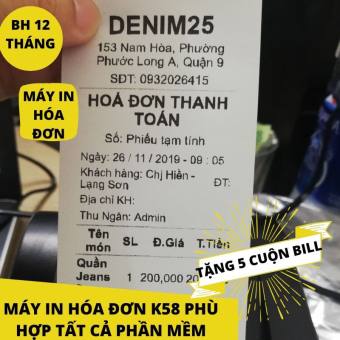 BH 12
THÁNG
MÁY IN
HÓA
ĐƠN
DENIM25
153 Nam Hòa, Phường
Phước Long A, Quận 9
SĐT: 0932026415
HOÁ ĐƠN THANH
TOÁN
Số: Phiếu tạm tính
Ngày: 26 / 11 / 2019 - 09 : 05
Khách hàng: Chị Hiền - ĐT:
Lạng Sơn
Địa chỉ KH:
Thu Ngân: Admin
Tên món SL Đ.Giá T.Tiền
Quần
Jeans 1 200,000 20
TẶNG 5 CUỘN BILL
MÁY IN HÓA ĐƠN K58 PHÙ
HỢP TẤT CẢ PHẦN MỀM